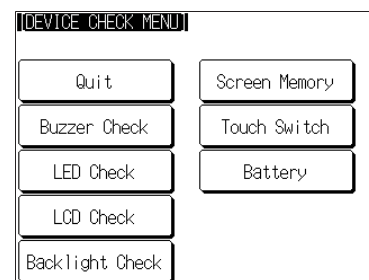 [DEVICE CHECK MENU]
Quit
Buzzer Check
LED Check
LCD Check
Backlight Check
Screen Memory
Touch Switch
Battery